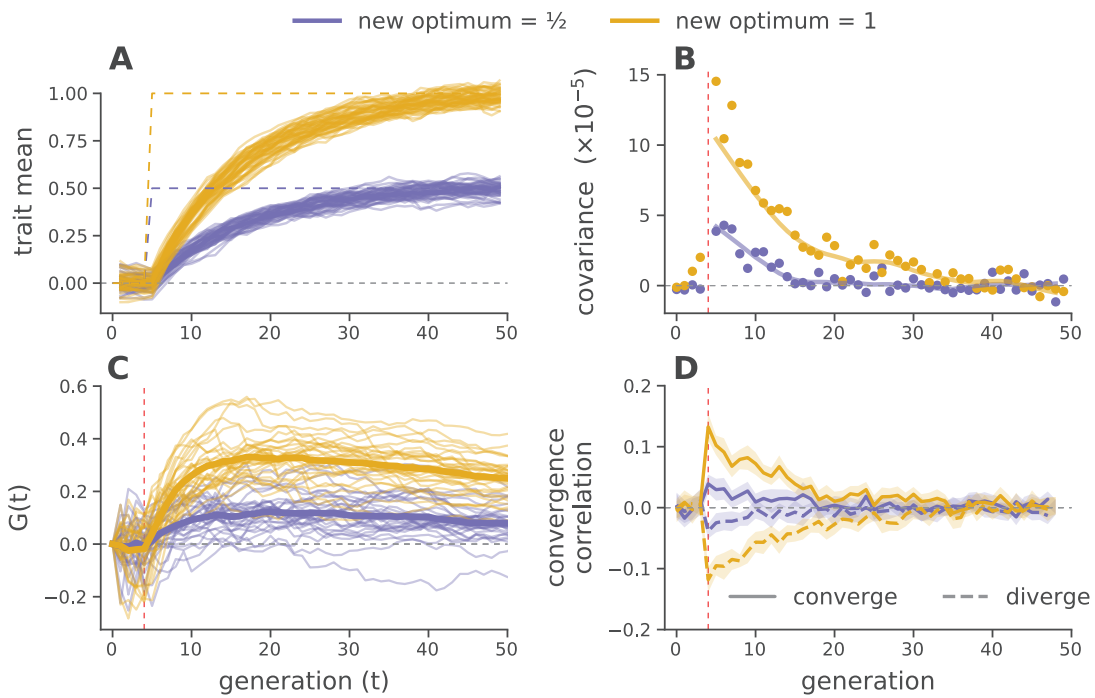 new optimum = ½ new optimum = 1
A
trait mean
1.00
0.75
0.50
0.25
0.00
0 10 20 30 40 50
B
covariance (×10⁻⁵)
15
10
5
0
0 10 20 30 40 50
C
G(t)
0.6
0.4
0.2
0.0
−0.2
0 10 20 30 40 50
generation (t)
D
convergence
correlation
0.2
0.1
0.0
−0.1
−0.2
converge diverge
0 10 20 30 40 50
generation